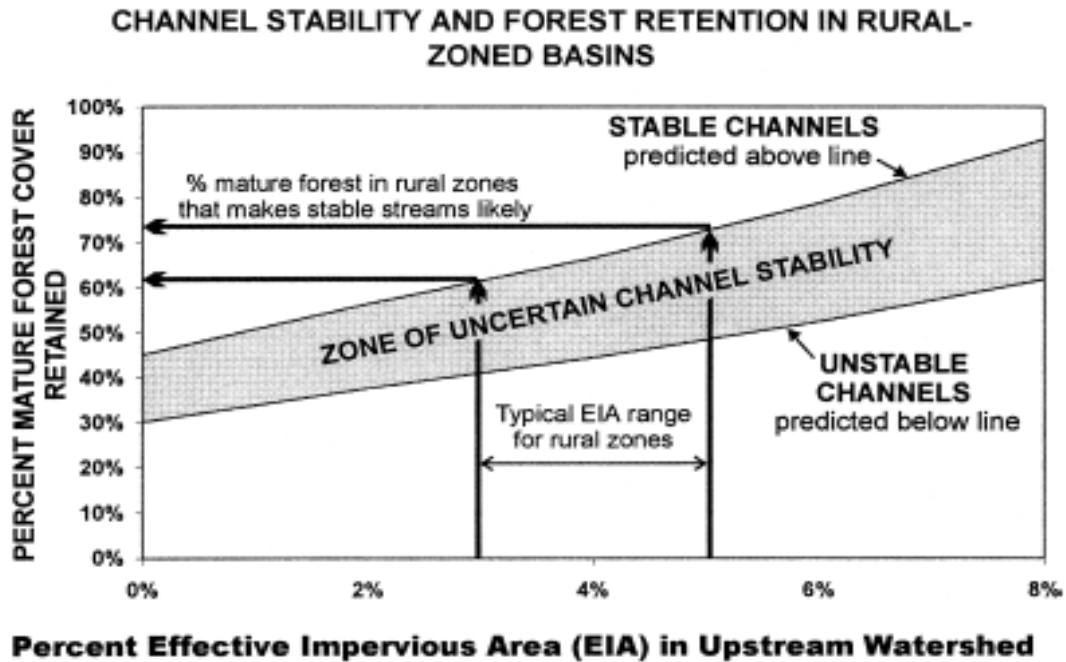 CHANNEL STABILITY AND FOREST RETENTION IN RURAL-
ZONED BASINS
PERCENT MATURE FOREST COVER
RETAINED
100%
90%
80%
70%
60%
50%
40%
30%
20%
10%
0%
STABLE CHANNELS
predicted above line
% mature forest in rural zones
that makes stable streams likely
ZONE OF UNCERTAIN CHANNEL STABILITY
UNSTABLE
CHANNELS
predicted below line
Typical EIA range
for rural zones
0%
2%
4%
6%
8%
Percent Effective Impervious Area (EIA) in Upstream Watershed